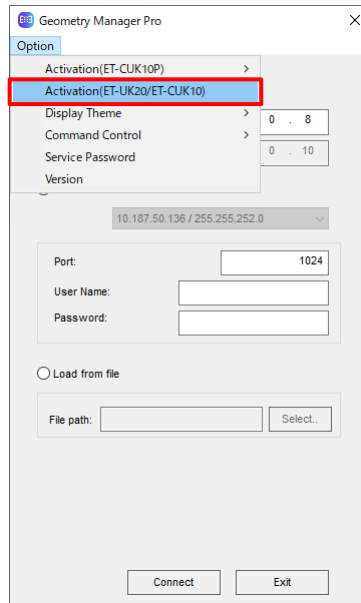 Geometry Manager Pro
Option
Activation(ET-CUK10P) >
Activation(ET-UK20/ET-CUK10)
Display Theme >
Command Control >
Service Password
Version
0 . 8
0 . 10
10.187.50.136 / 255.255.252.0
Port: 1024
User Name:
Password:
Load from file
File path: Select..
Connect Exit